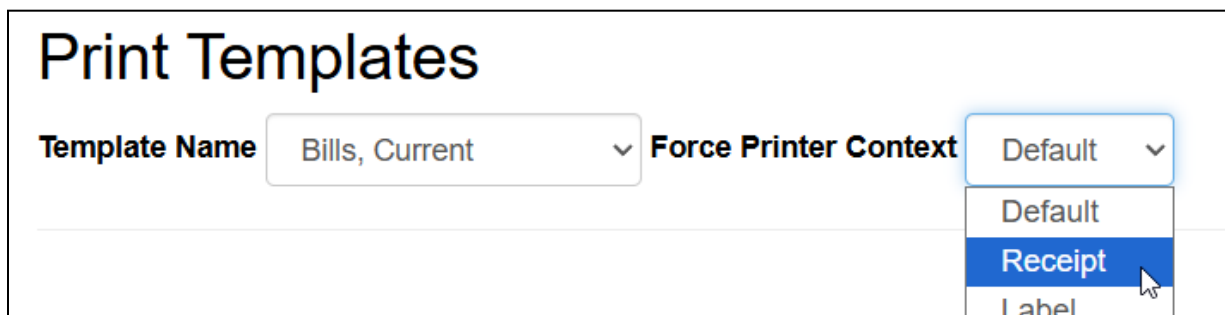 Print Templates
Template Name Bills, Current Force Printer Context Default
Default
Receipt
Label